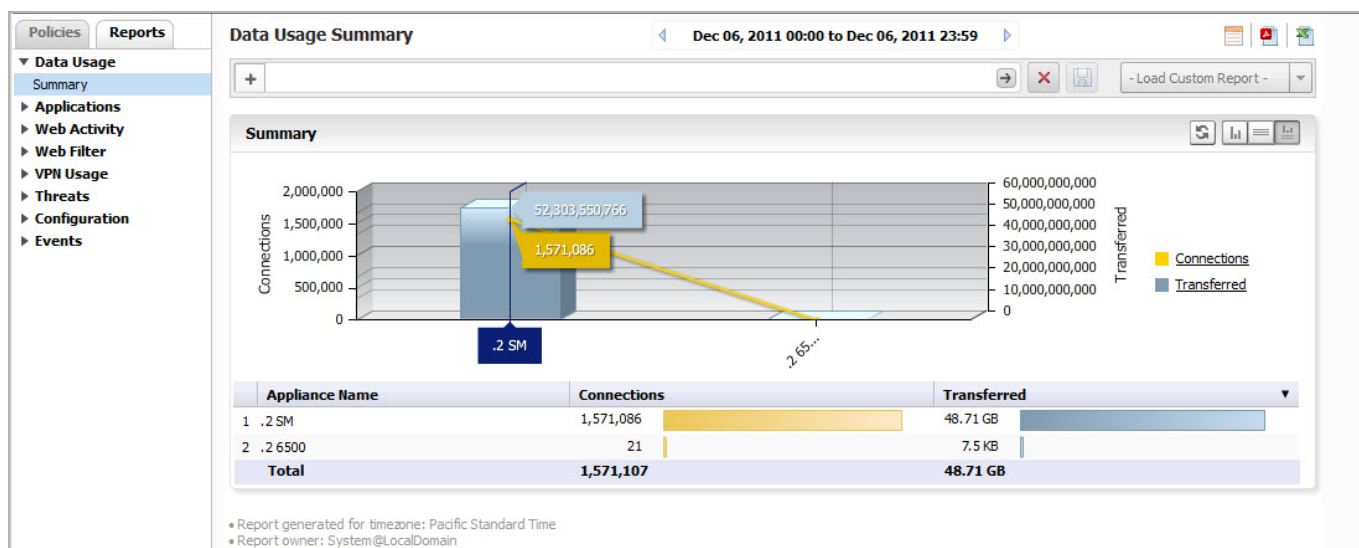 Policies Reports
Data Usage
Summary
Applications
Web Activity
Web Filter
VPN Usage
Threats
Configuration
Events
Data Usage Summary
Dec 06, 2011 00:00 to Dec 06, 2011 23:59
- Load Custom Report -
Summary
Connections
2,000,000
1,500,000
1,000,000
500,000
0
52,303,550,766
1,571,086
.2 SM
.2 65...
60,000,000,000
50,000,000,000
40,000,000,000
30,000,000,000
20,000,000,000
10,000,000,000
0
Transferred
Connections
Transferred
Appliance Name Connections Transferred
1 .2 SM 1,571,086 48.71 GB
2 .2 6500 21 7.5 KB
Total 1,571,107 48.71 GB
• Report generated for timezone: Pacific Standard Time
• Report owner: System@LocalDomain